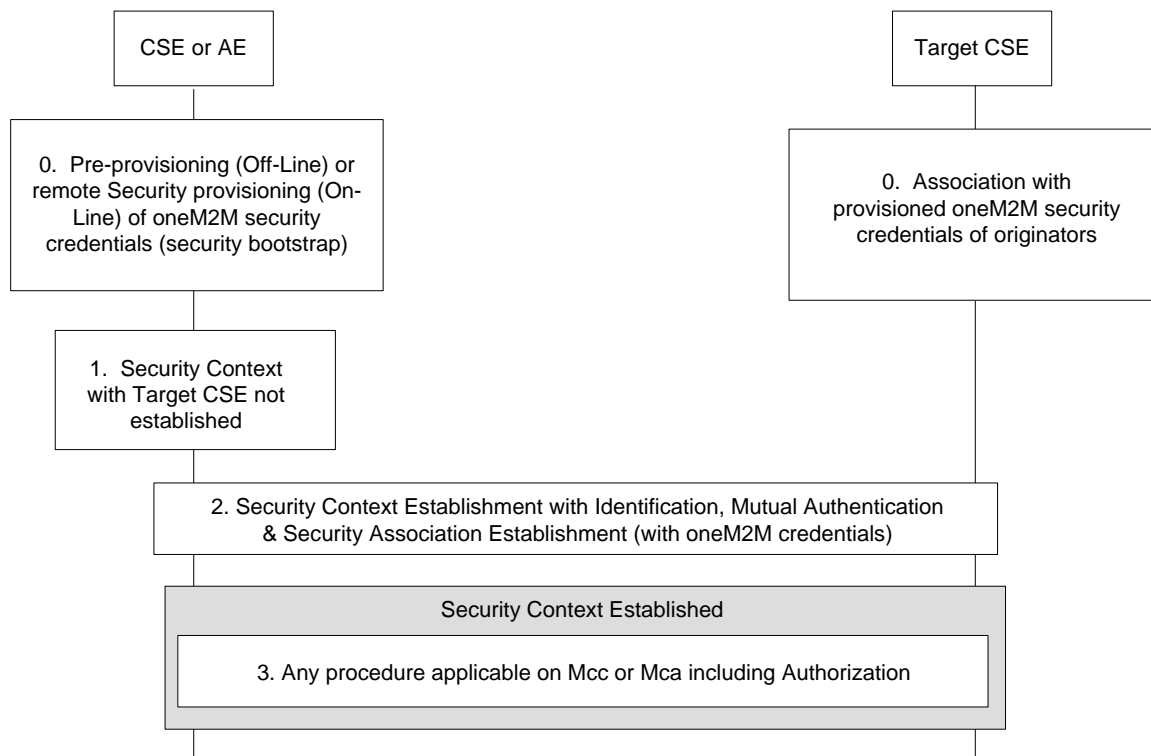 CSE or AE
Target CSE
0. Pre-provisioning (Off-Line) or
remote Security provisioning (On-
Line) of oneM2M security
credentials (security bootstrap)
0. Association with
provisioned oneM2M security
credentials of originators
1. Security Context
with Target CSE not
established
2. Security Context Establishment with Identification, Mutual Authentication
& Security Association Establishment (with oneM2M credentials)
Security Context Established
3. Any procedure applicable on Mcc or Mca including Authorization